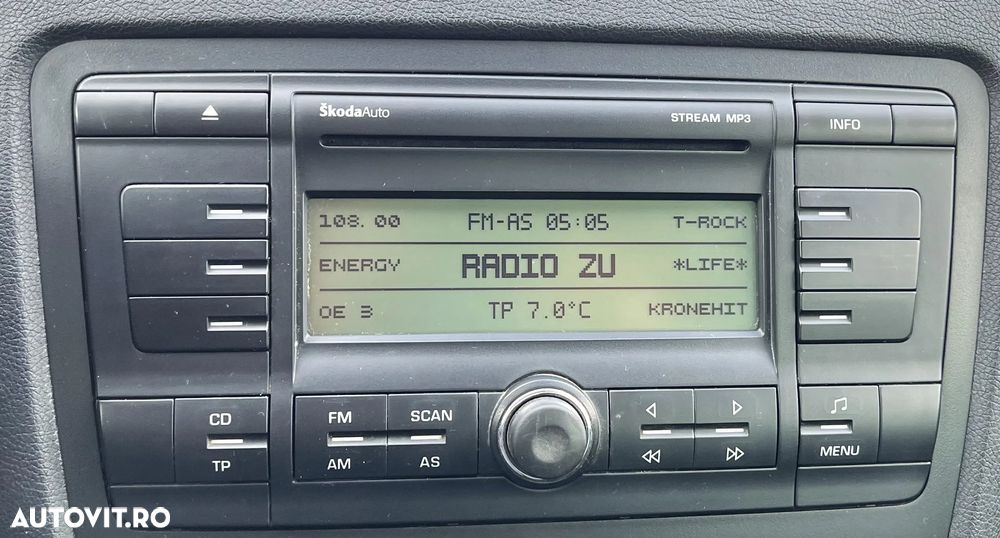 ŠkodaAuto
STREAM MP3
INFO
108.00 FM-AS 05:05 T-ROCK
ENERGY RADIO ZU *LIFE*
OE 3 TP 7.0°C KRONEHIT
CD FM SCAN
TP AM AS MENU
AUTOVIT.RO